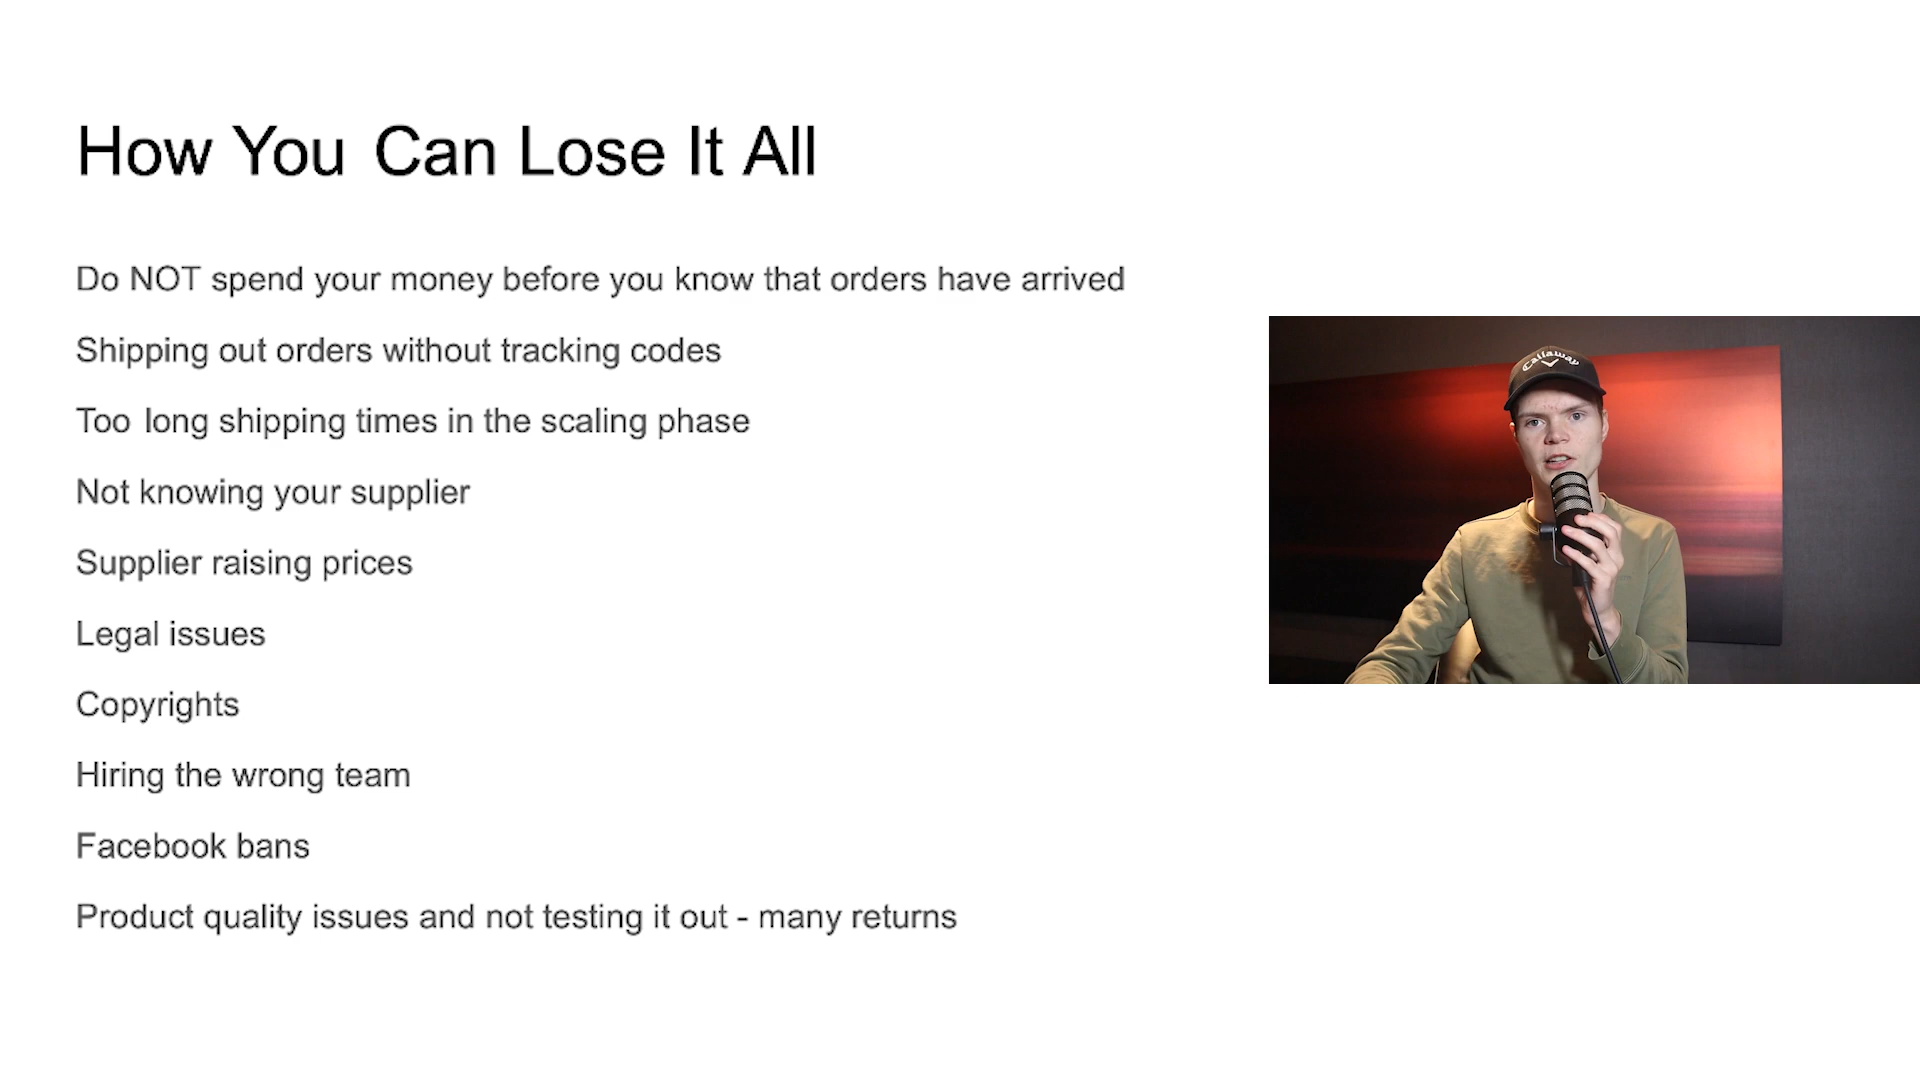 How You Can Lose It All
Do NOT spend your money before you know that orders have arrived
Shipping out orders without tracking codes
Too long shipping times in the scaling phase
Not knowing your supplier
Supplier raising prices
Legal issues
Copyrights
Hiring the wrong team
Facebook bans
Product quality issues and not testing it out - many returns
Callaway